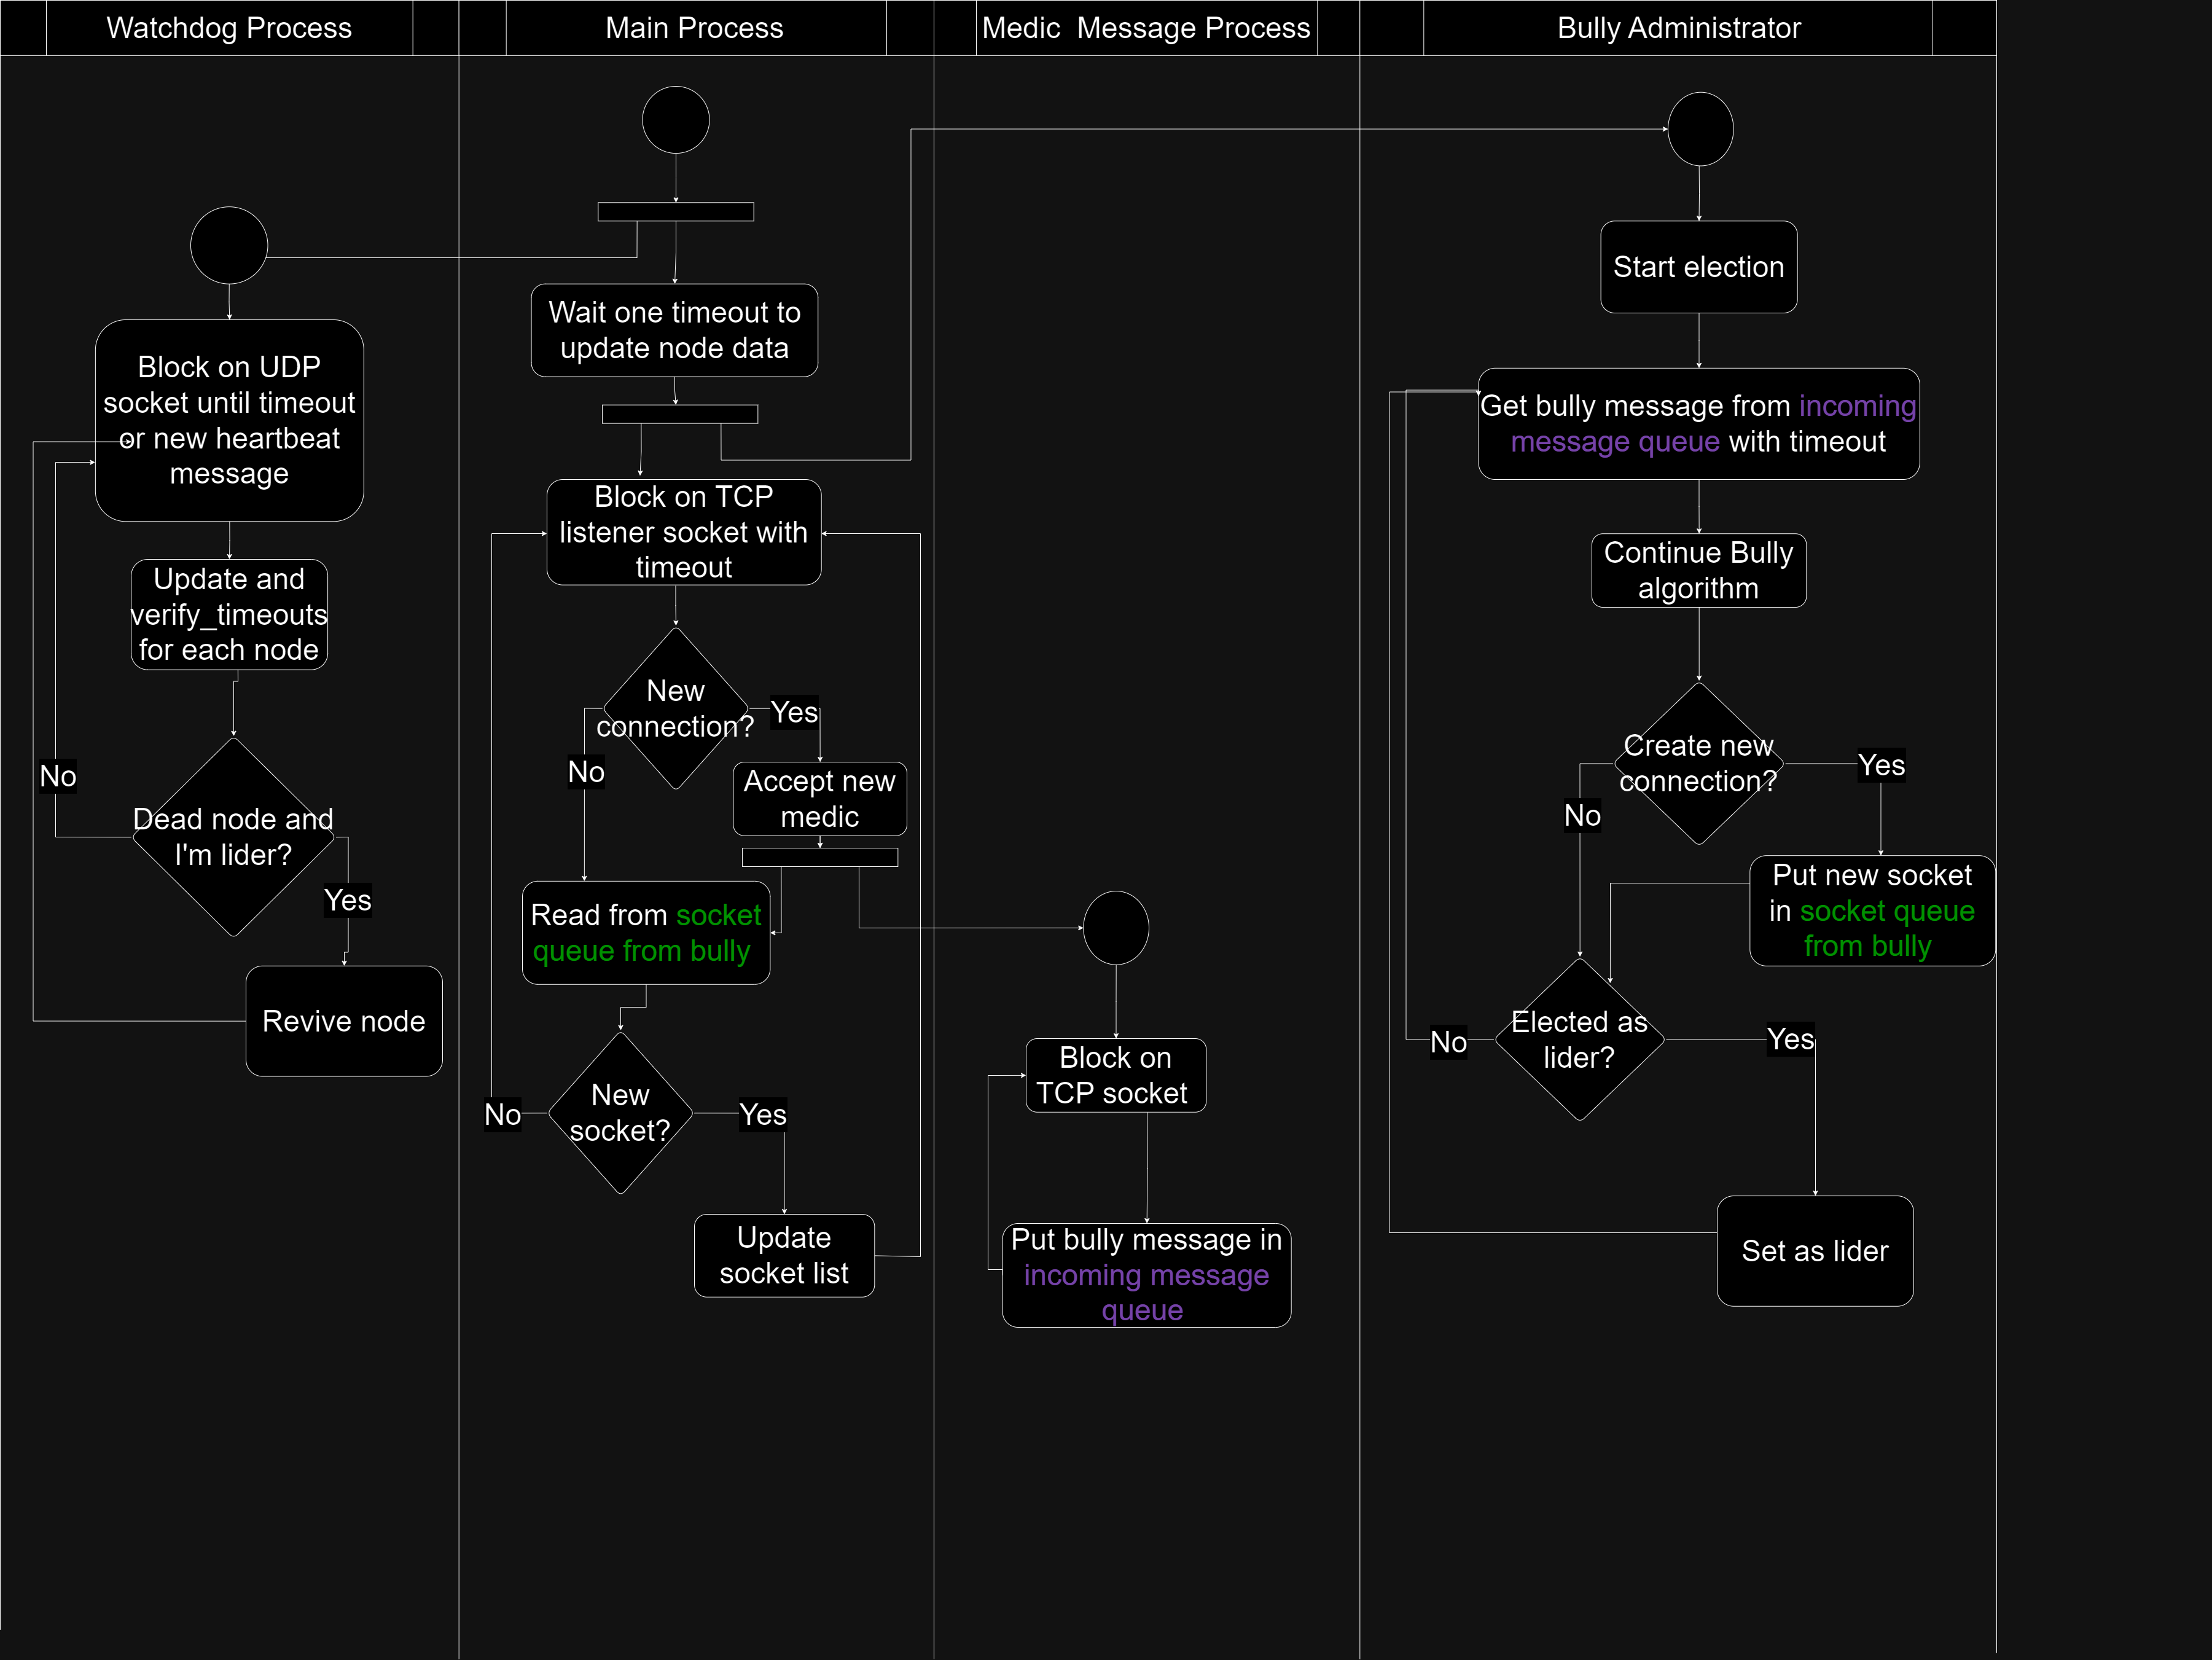 Watchdog Process
Main Process
Medic  Message Process
Bully Administrator
Block on UDP
socket until timeout
or new heartbeat
message
Update and
verify_timeouts
for each node
No
Dead node and
I'm lider?
Yes
Revive node
Wait one timeout to
update node data
Block on TCP
listener socket with
timeout
New
connection?
Yes
No
Accept new
medic
Read from socket
queue from bully
New
socket?
No
Yes
Update
socket list
Block on
TCP socket
Put bully message in
incoming message
queue
Start election
Get bully message from incoming
message queue with timeout
Continue Bully
algorithm
Create new
connection?
Yes
No
Put new socket
in socket queue
from bully
Elected as
lider?
No
Yes
Set as lider